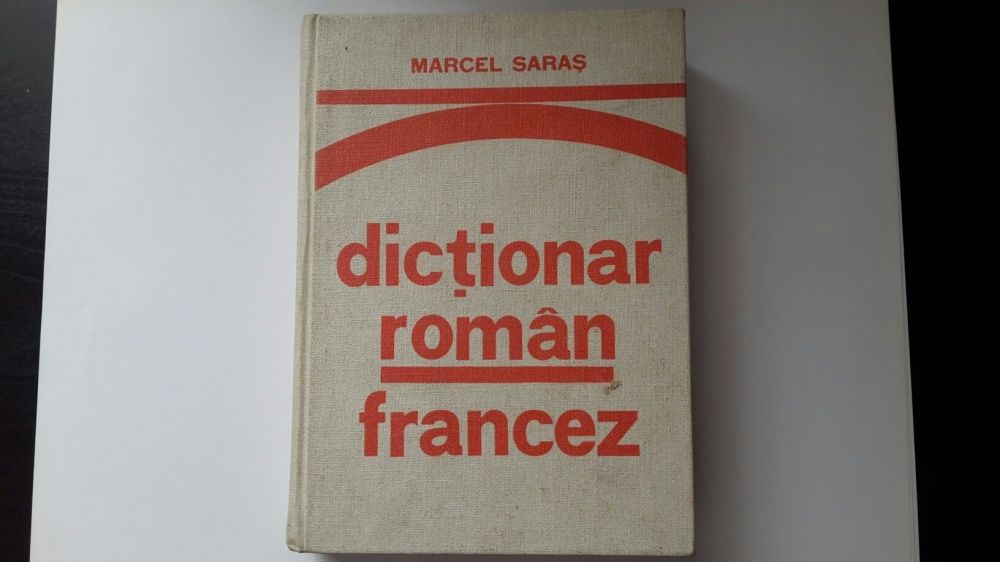 MARCEL SARAȘ
dicționar
român
francez